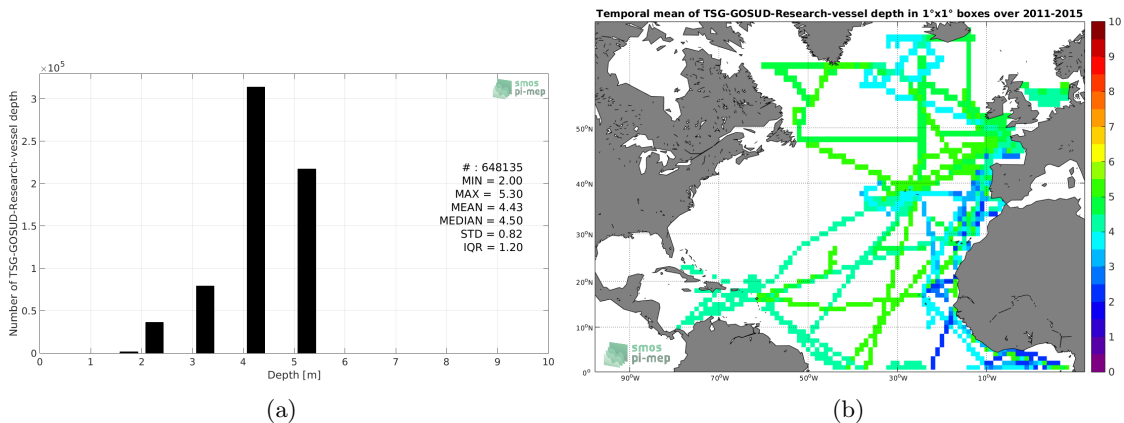 ×10⁵
3
2.5
2
1.5
1
0.5
0
Number of TSG-GOSUD-Research-vessel depth
smos
pi-mep
# : 648135
MIN = 2.00
MAX = 5.30
MEAN = 4.43
MEDIAN = 4.50
STD = 0.82
IQR = 1.20
0 1 2 3 4 5 6 7 8 9 10
Depth [m]
(a)
Temporal mean of TSG-GOSUD-Research-vessel depth in 1°x1° boxes over 2011-2015
50°N
40°N
30°N
20°N
10°N
0°
90°W 70°W 50°W 30°W 10°W
smos
pi-mep
10
9
8
7
6
5
4
3
2
1
0
(b)